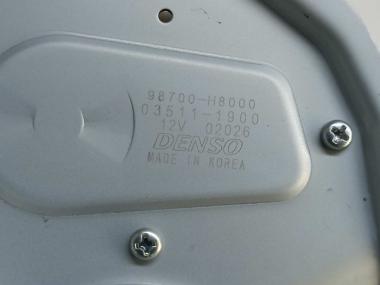 98700-H8000
03511-1900
12V 02026
DENSO
MADE IN KOREA